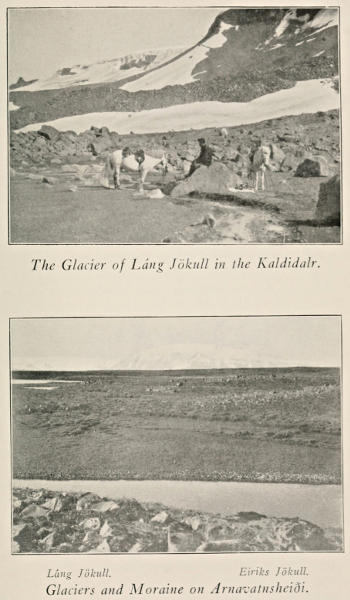 The Glacier of Láng Jökull in the Kaldidalr.
Láng Jökull. Eiriks Jökull.
Glaciers and Moraine on Arnavatnsheiði.